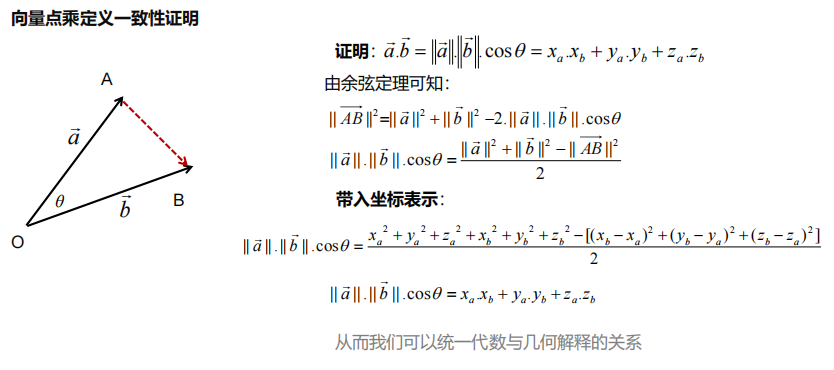 向量点乘定义一致性证明
证明: $\vec{a}.\vec{b} = \|\vec{a}\|.\|\vec{b}\|.\cos\theta = x_a.x_b + y_a.y_b + z_a.z_b$
由余弦定理可知:
$\|\overrightarrow{AB}\|^2 = \|\vec{a}\|^2 + \|\vec{b}\|^2 - 2.\|\vec{a}\|.\|\vec{b}\|.\cos\theta$
$\|\vec{a}\|.\|\vec{b}\|.\cos\theta = \frac{\|\vec{a}\|^2 + \|\vec{b}\|^2 - \|\overrightarrow{AB}\|^2}{2}$
A
$\vec{a}$
θ
$\vec{b}$
B
O
带入坐标表示:
$\|\vec{a}\|.\|\vec{b}\|.\cos\theta = \frac{x_a^2 + y_a^2 + z_a^2 + x_b^2 + y_b^2 + z_b^2 - [(x_b - x_a)^2 + (y_b - y_a)^2 + (z_b - z_a)^2]}{2}$
$\|\vec{a}\|.\|\vec{b}\|.\cos\theta = x_a.x_b + y_a.y_b + z_a.z_b$
从而我们可以统一代数与几何解释的关系